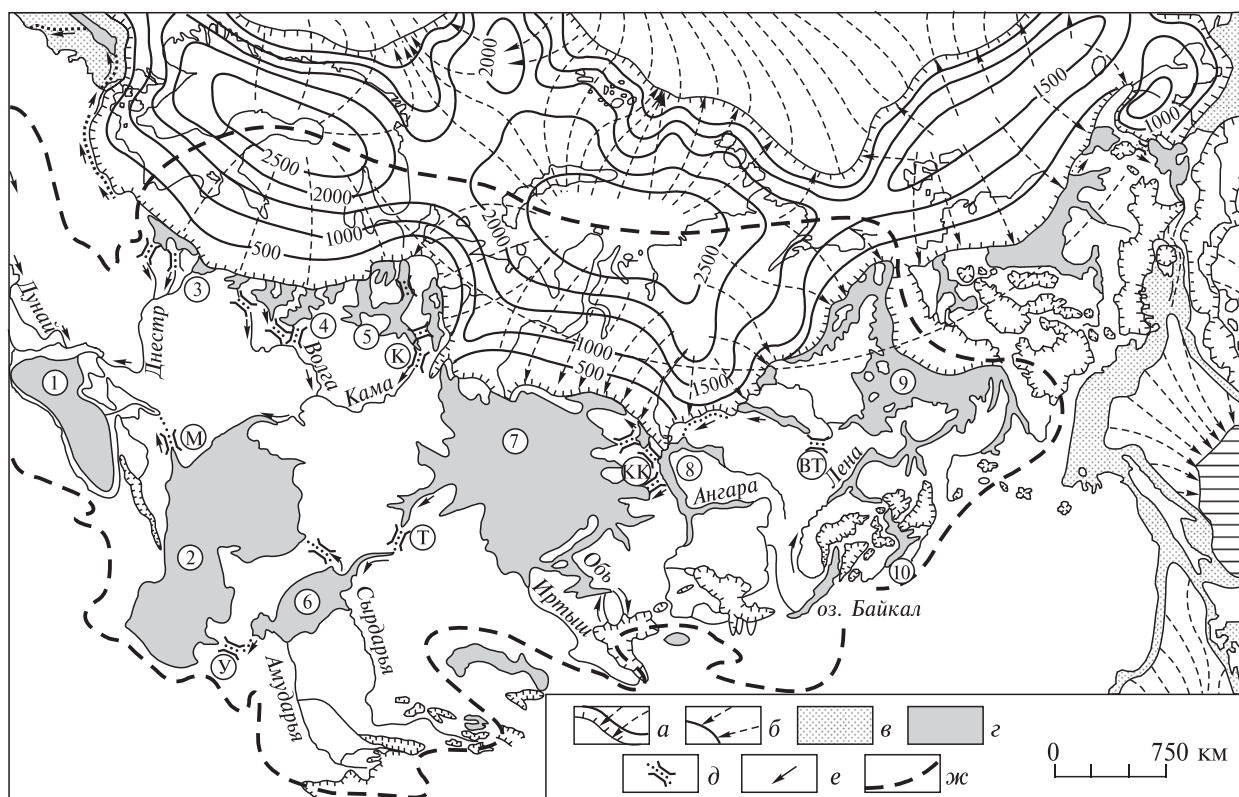 2000
1500
1000
2500
2000
1000
500
2000
2500
1000
500
1500
Дунай
Днестр
3
4
5
Волга
К
Кама
1
М
2
7
КК
8
Ангара
ВТ
Лена
9
10
оз. Байкал
Т
6
Обь
Иртыш
Сырдарья
У
Амударья
а
б
в
г
д
е
ж
0 750 км